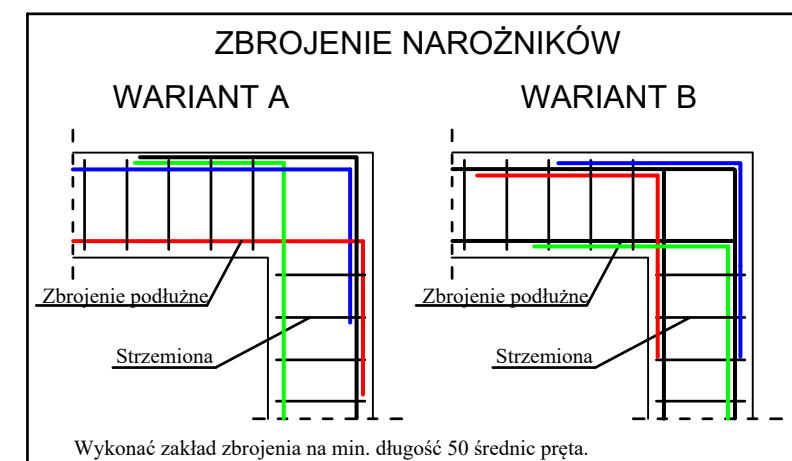 ZBROJENIE NAROŻNIKÓW
WARIANT A
WARIANT B
Zbrojenie podłużne
Strzemiona
Zbrojenie podłużne
Strzemiona
Wykonać zakład zbrojenia na min. długość 50 średnic pręta.